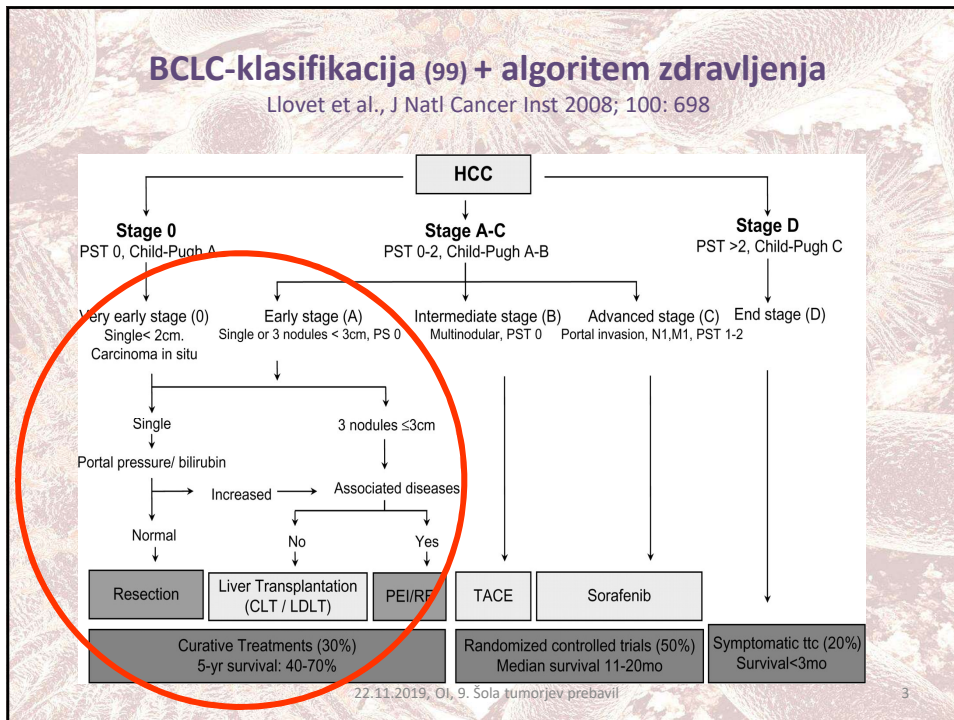 BCLC-klasifikacija (99) + algoritem zdravljenja
Llovet et al., J Natl Cancer Inst 2008; 100: 698
HCC
Stage 0
PST 0, Child-Pugh A
Stage A-C
PST 0-2, Child-Pugh A-B
Stage D
PST >2, Child-Pugh C
Very early stage (0)
Single< 2cm.
Carcinoma in situ
Early stage (A)
Single or 3 nodules < 3cm, PS 0
Intermediate stage (B)
Multinodular, PST 0
Advanced stage (C)
Portal invasion, N1,M1, PST 1-2
End stage (D)
Single
3 nodules ≤3cm
Portal pressure/ bilirubin
Increased
Associated diseases
Normal
No
Yes
Resection
Liver Transplantation
(CLT / LDLT)
PEI/RF
TACE
Sorafenib
Curative Treatments (30%)
5-yr survival: 40-70%
Randomized controlled trials (50%)
Median survival 11-20mo
Symptomatic ttc (20%)
Survival<3mo
22.11.2019, OI, 9. Šola tumorjev prebavil
3